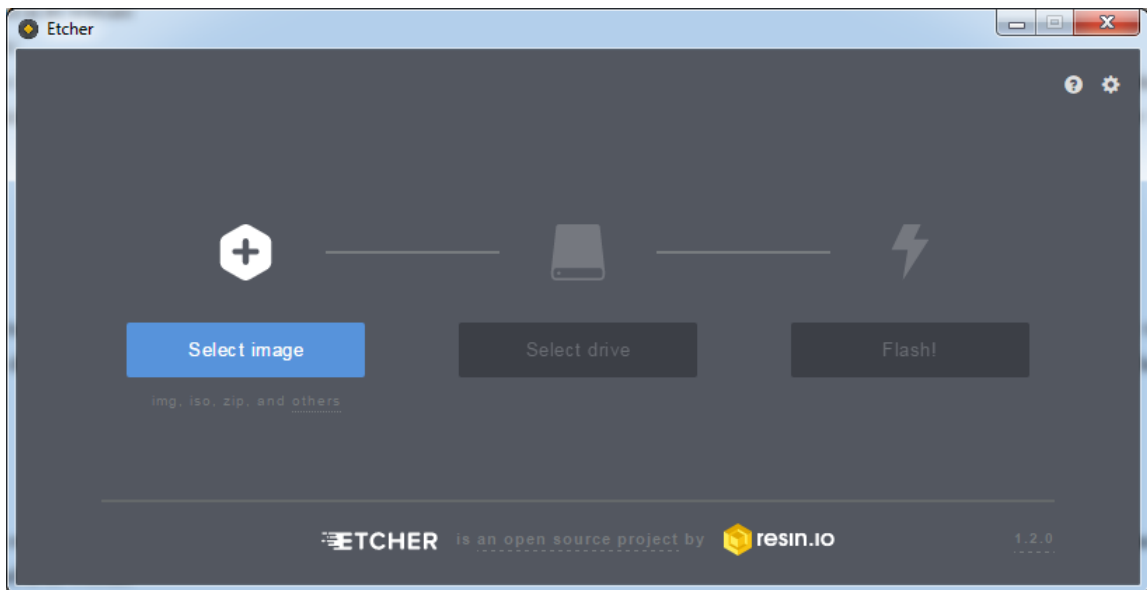 Etcher
Select image
Select drive
Flash!
img, iso, zip, and others
ETCHER is an open source project by resin.io
1.2.0